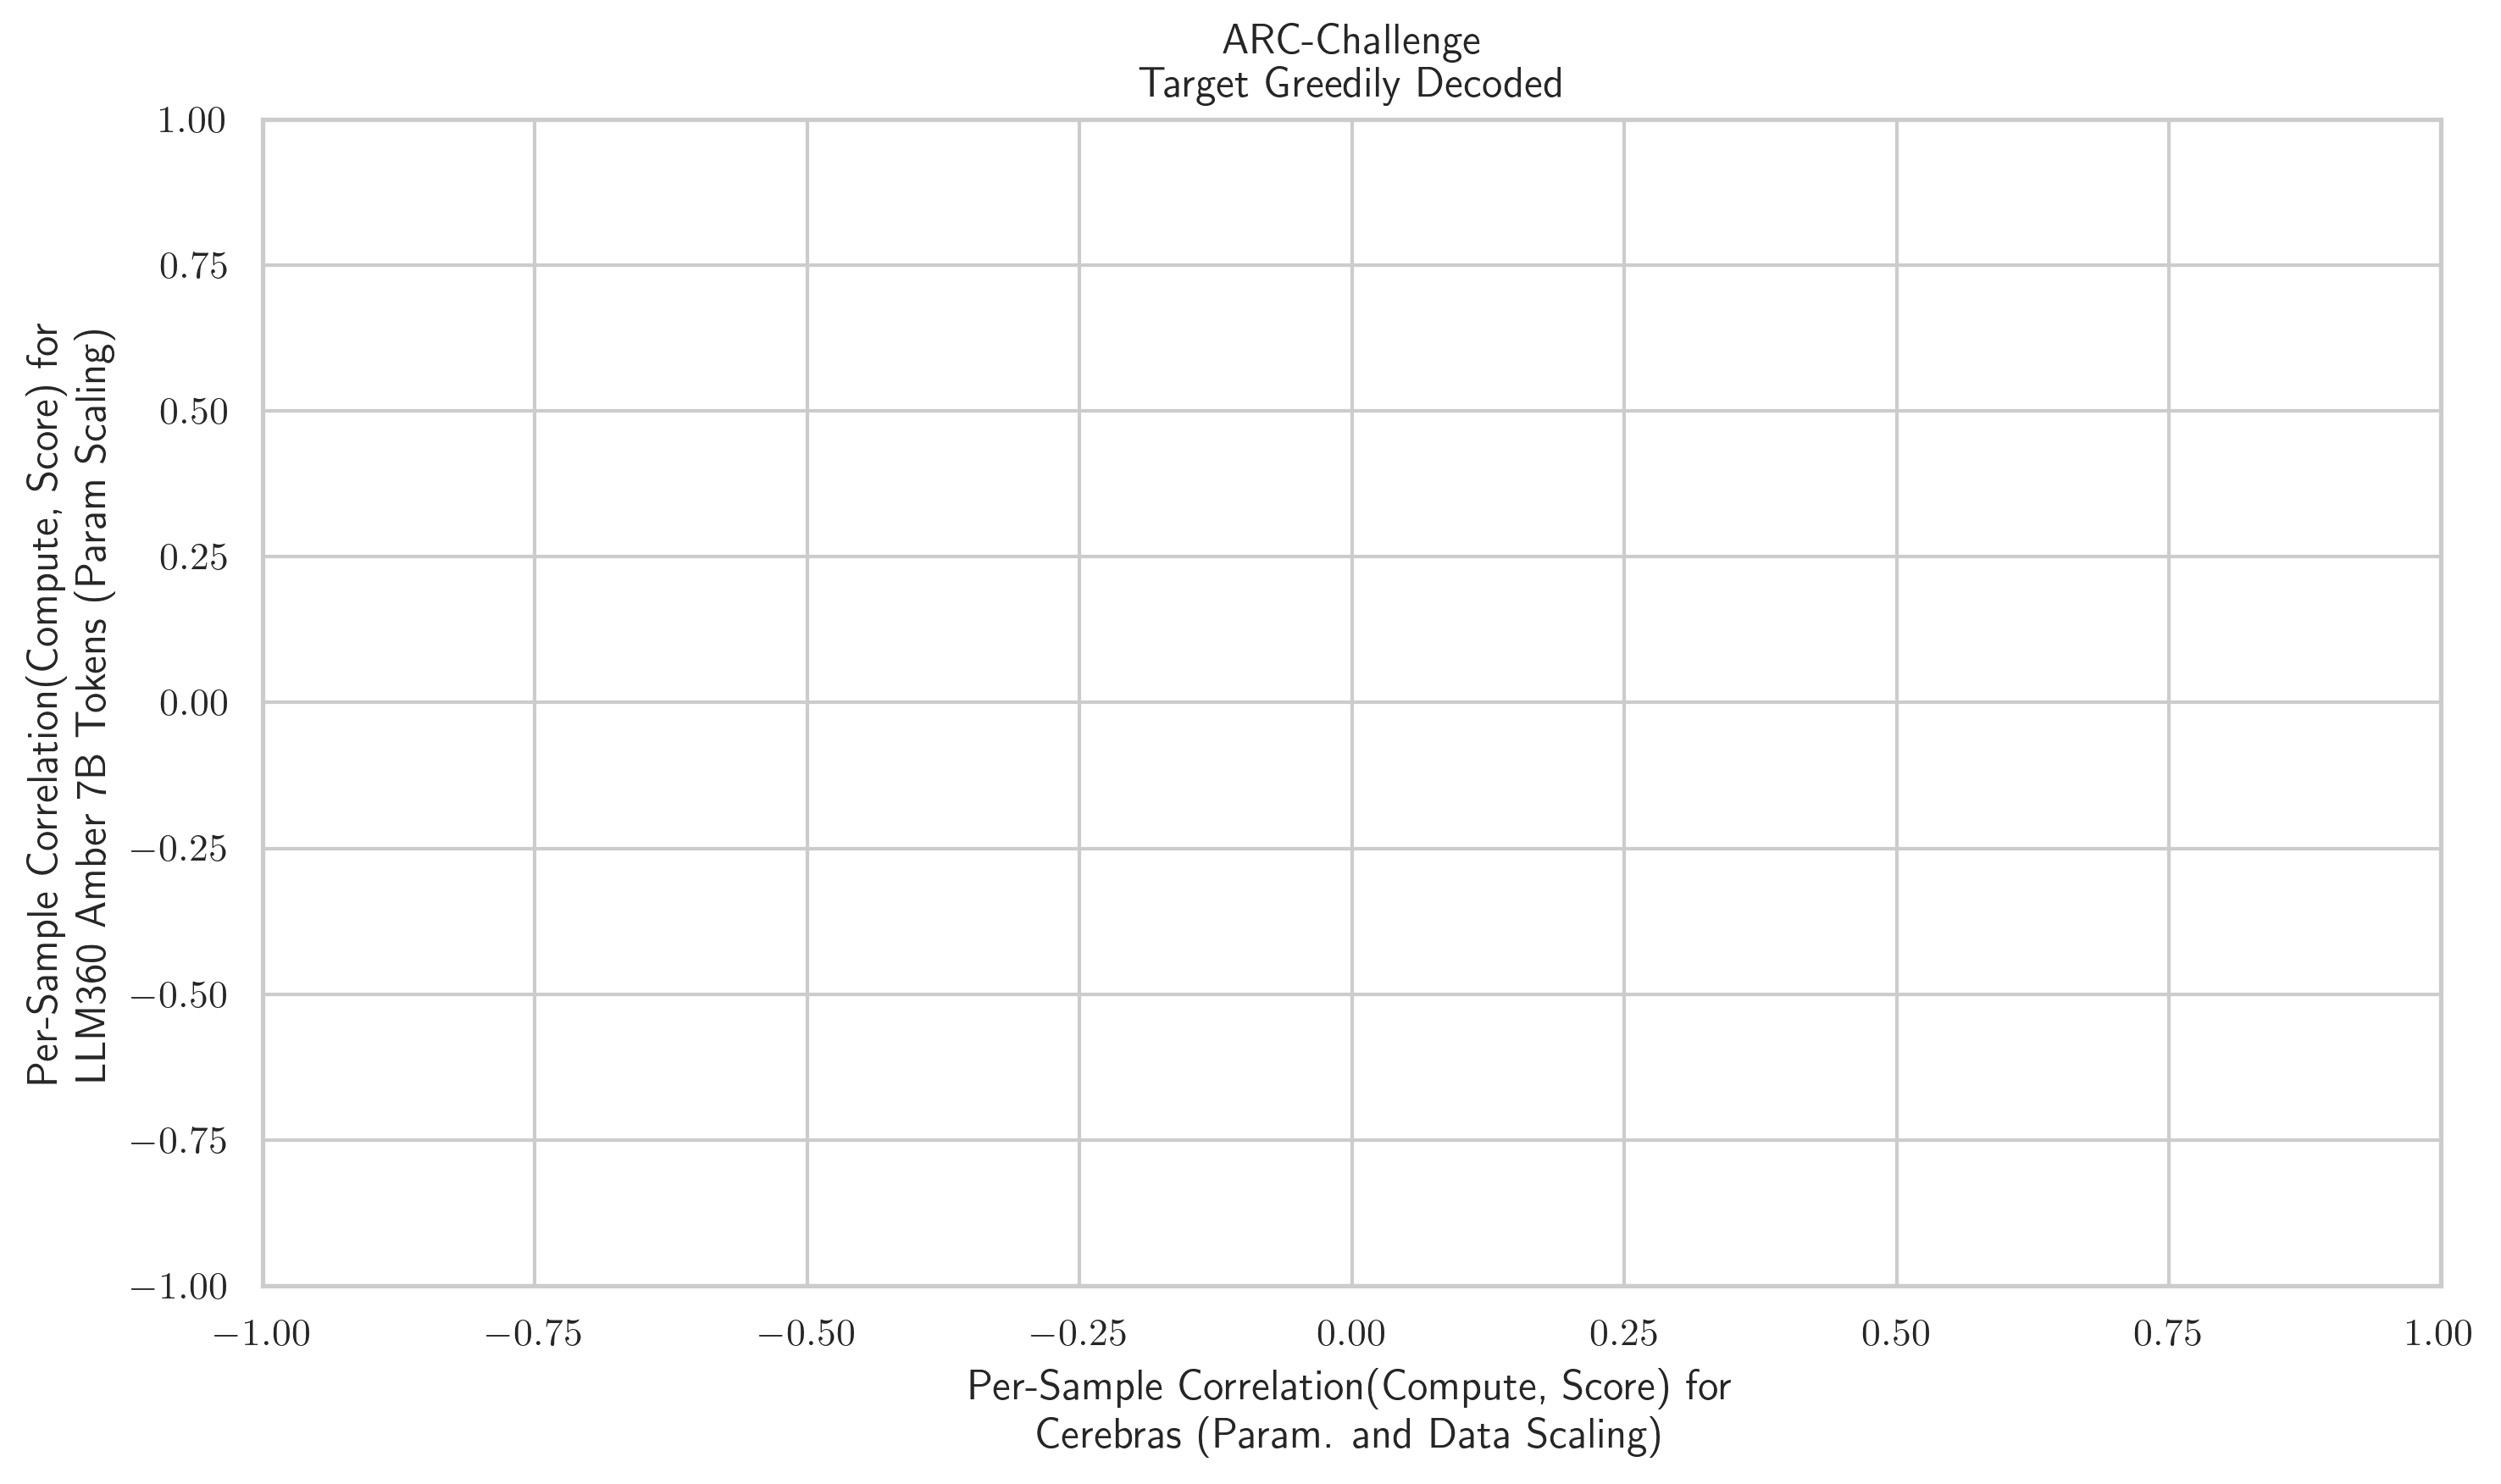 ARC-Challenge
Target Greedily Decoded
Per-Sample Correlation(Compute, Score) for
LLM360 Amber 7B Tokens (Param Scaling)
1.00
0.75
0.50
0.25
0.00
−0.25
−0.50
−0.75
−1.00
−1.00 −0.75 −0.50 −0.25 0.00 0.25 0.50 0.75 1.00
Per-Sample Correlation(Compute, Score) for
Cerebras (Param. and Data Scaling)